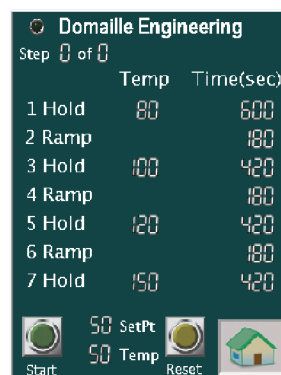 Domaille Engineering
Step 0 of 0
Temp Time(sec)
1 Hold 80 600
2 Ramp 180
3 Hold 100 420
4 Ramp 180
5 Hold 120 420
6 Ramp 180
7 Hold 150 420
50 SetPt
50 Temp
Start Reset